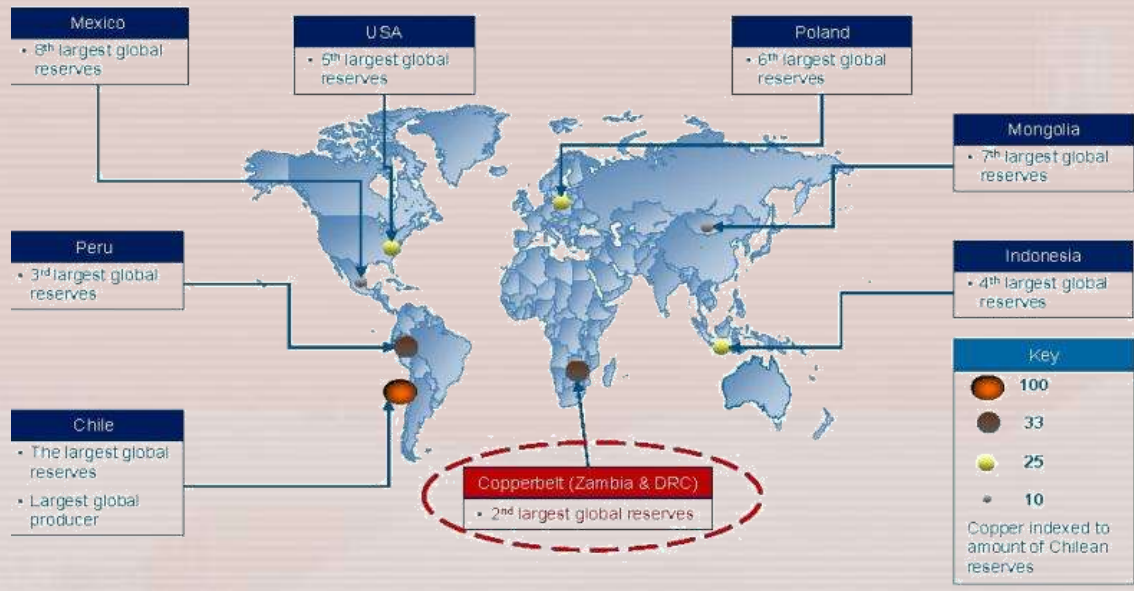 Mexico
• 8th largest global
reserves
USA
• 5th largest global
reserves
Poland
• 6th largest global
reserves
Mongolia
• 7th largest global
reserves
Peru
• 3rd largest global
reserves
Indonesia
• 4th largest global
reserves
Chile
• The largest global
reserves
• Largest global
producer
Copperbelt (Zambia & DRC)
• 2nd largest global reserves
Key
100
33
25
10
Copper indexed to
amount of Chilean
reserves